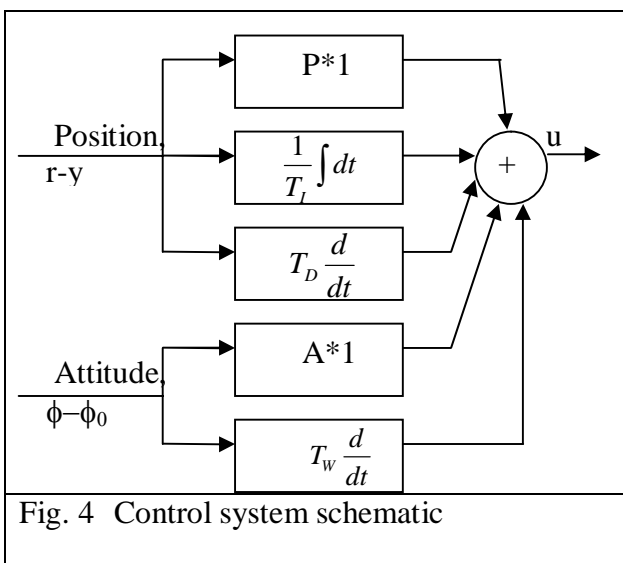 P*1
Position,
r-y
1/T_I ∫ dt
+
u
T_D d/dt
A*1
Attitude,
ϕ−ϕ₀
T_W d/dt
Fig. 4 Control system schematic